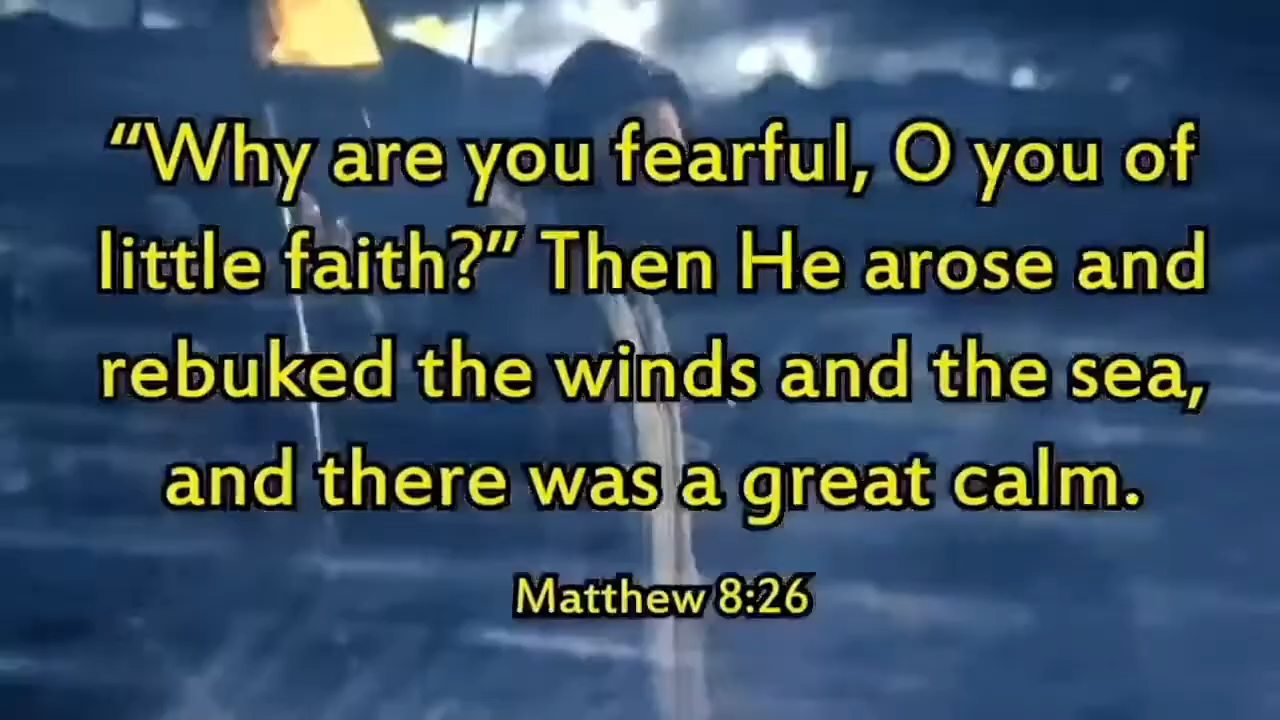 “Why are you fearful, O you of
little faith?” Then He arose and
rebuked the winds and the sea,
and there was a great calm.
Matthew 8:26